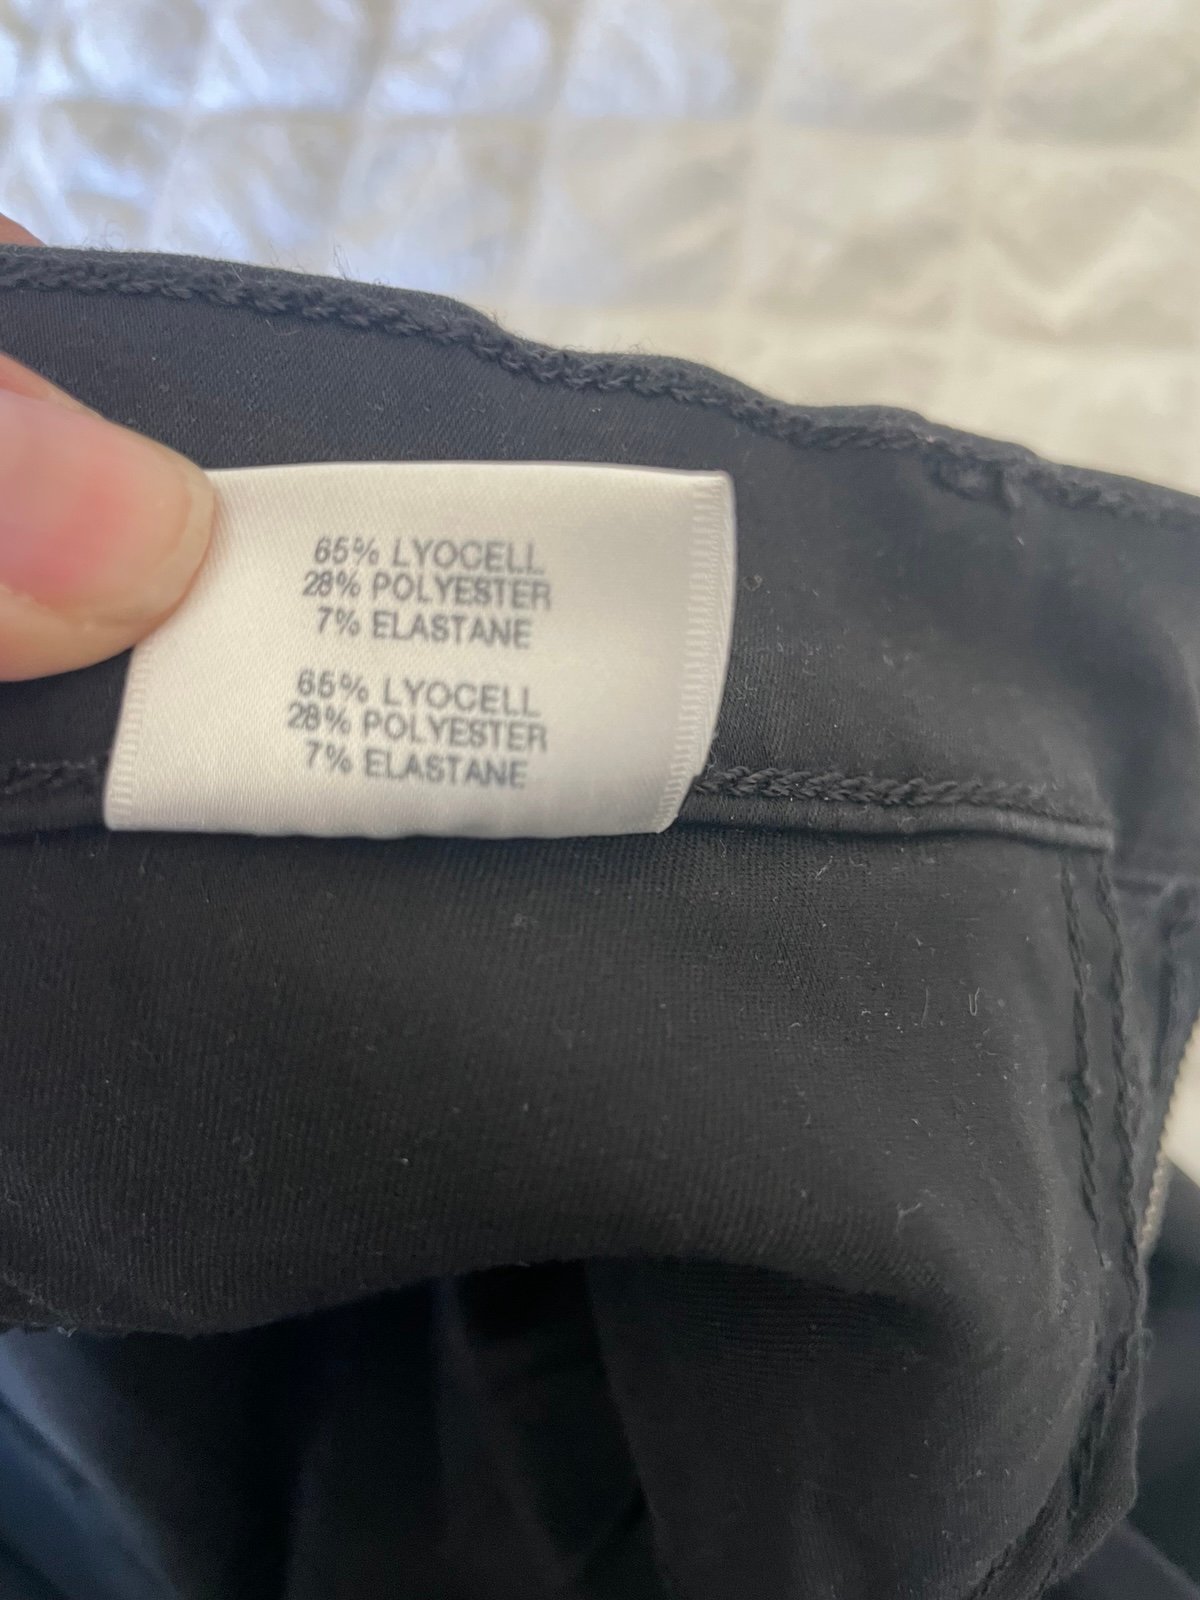 65% LYOCELL
28% POLYESTER
7% ELASTANE
65% LYOCELL
28% POLYESTER
7% ELASTANE